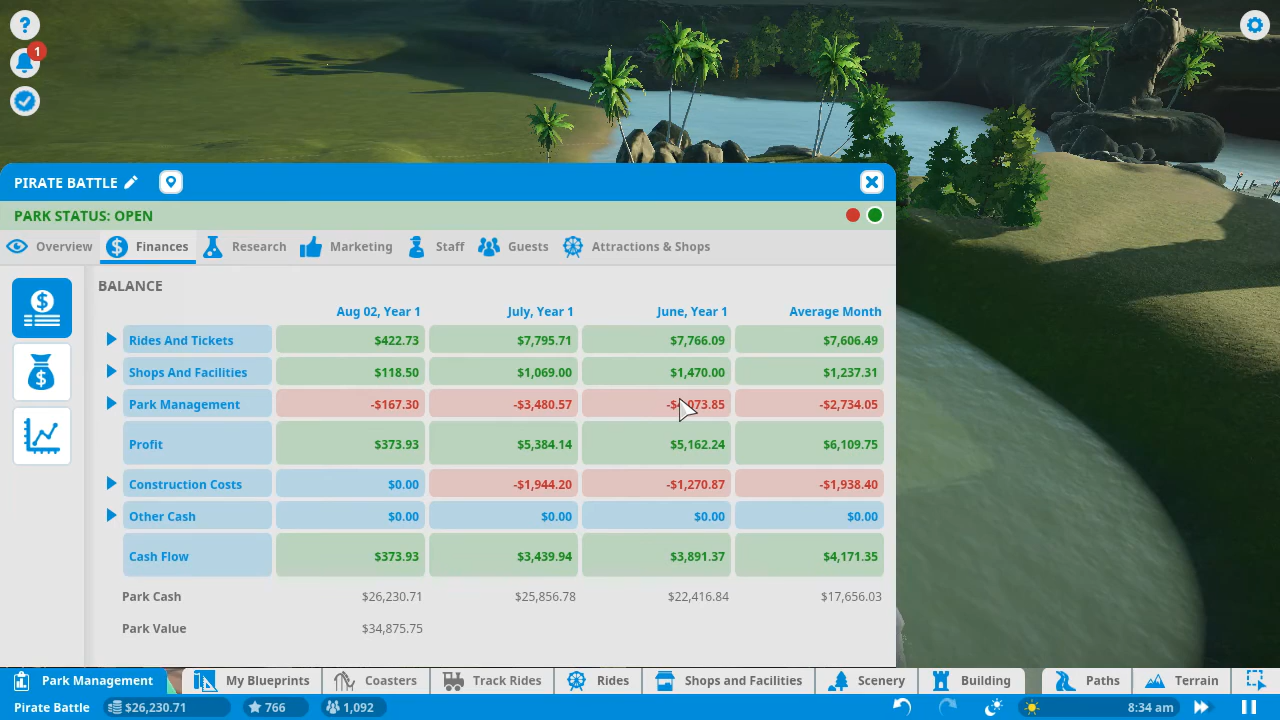 ?
1
PIRATE BATTLE
PARK STATUS: OPEN
Overview Finances Research Marketing Staff Guests Attractions & Shops
BALANCE
Aug 02, Year 1 July, Year 1 June, Year 1 Average Month
Rides And Tickets $422.73 $7,795.71 $7,766.09 $7,606.49
Shops And Facilities $118.50 $1,069.00 $1,470.00 $1,237.31
Park Management -$167.30 -$3,480.57 -$2,734.05
Profit $373.93 $5,384.14 $5,162.24 $6,109.75
Construction Costs $0.00 -$1,944.20 -$1,270.87 -$1,938.40
Other Cash $0.00 $0.00 $0.00 $0.00
Cash Flow $373.93 $3,439.94 $3,891.37 $4,171.35
Park Cash $26,230.71 $25,856.78 $22,416.84 $17,656.03
Park Value $34,875.75
Park Management My Blueprints Coasters Track Rides Rides Shops and Facilities Scenery Building Paths Terrain
Pirate Battle $26,230.71 766 1,092 8:34 am